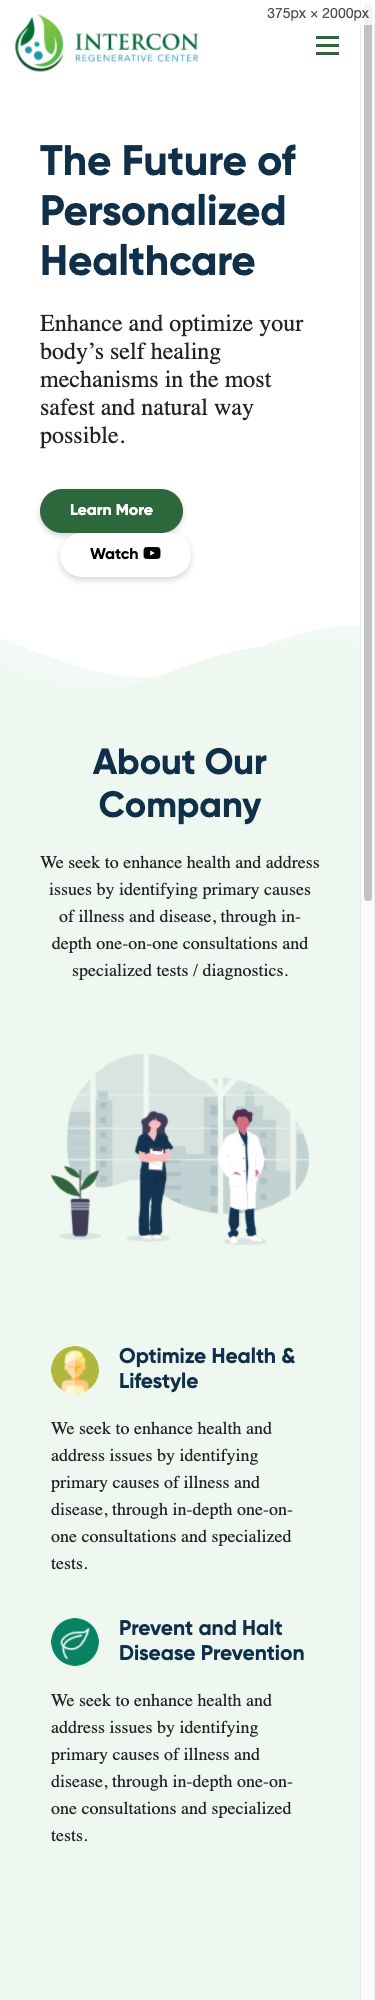 375px × 2000px
INTERCON
REGENERATIVE CENTER
The Future of
Personalized
Healthcare
Enhance and optimize your
body’s self healing
mechanisms in the most
safest and natural way
possible.
Learn More
Watch
About Our
Company
We seek to enhance health and address
issues by identifying primary causes
of illness and disease, through in-
depth one-on-one consultations and
specialized tests / diagnostics.
Optimize Health &
Lifestyle
We seek to enhance health and
address issues by identifying
primary causes of illness and
disease, through in-depth one-on-
one consultations and specialized
tests.
Prevent and Halt
Disease Prevention
We seek to enhance health and
address issues by identifying
primary causes of illness and
disease, through in-depth one-on-
one consultations and specialized
tests.